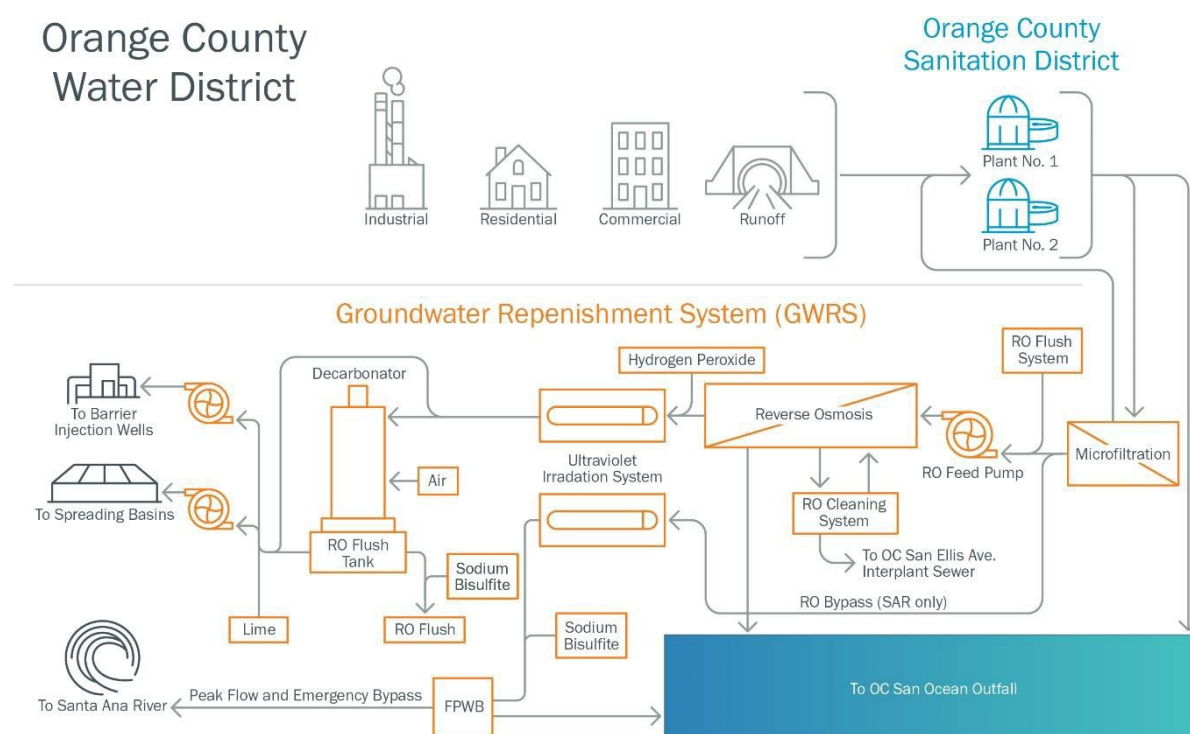 Orange County
Water District
Orange County
Sanitation District
Plant No. 1
Plant No. 2
Industrial
Residential
Commercial
Runoff
Groundwater Repenishment System (GWRS)
RO Flush
System
Hydrogen Peroxide
Decarbonator
Reverse Osmosis
To Barrier
Injection Wells
Microfiltration
RO Feed Pump
Ultraviolet
Irradation System
Air
RO Cleaning
System
To Spreading Basins
RO Flush
Tank
Sodium
Bisulfite
To OC San Ellis Ave.
Interplant Sewer
RO Bypass (SAR only)
Lime
RO Flush
Sodium
Bisulfite
To Santa Ana River
Peak Flow and Emergency Bypass
FPWB
To OC San Ocean Outfall